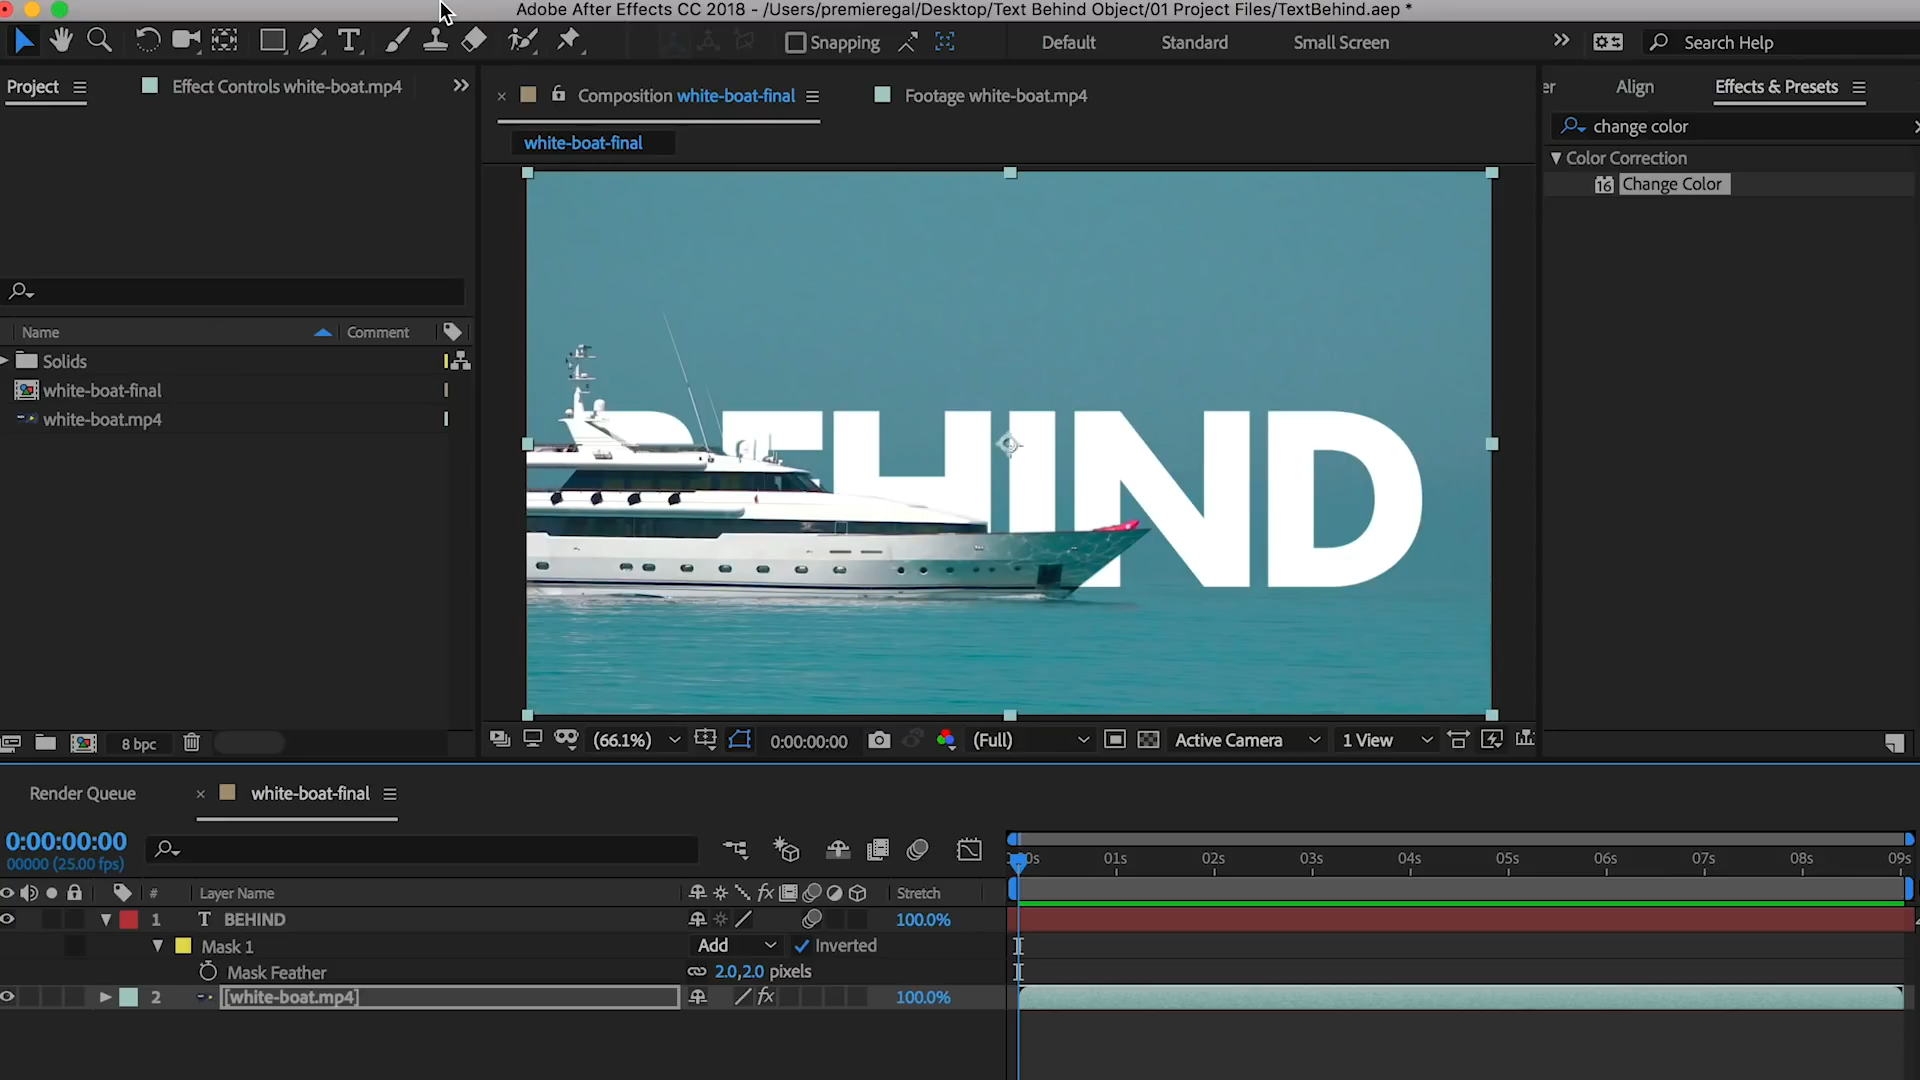 Adobe After Effects CC 2018 - /Users/premieregal/Desktop/Text Behind Object/01 Project Files/TextBehind.aep *
T Snapping Default Standard Small Screen Search Help
Project Effect Controls white-boat.mp4
Composition white-boat-final Footage white-boat.mp4
er Align Effects & Presets
white-boat-final
change color
Color Correction
16 Change Color
Name Comment
Solids
white-boat-final
white-boat.mp4
BEHIND
8 bpc
(66.1%) 0:00:00:00 (Full) Active Camera 1 View
Render Queue white-boat-final
0:00:00:00
00000 (25.00 fps)
:00s 01s 02s 03s 04s 05s 06s 07s 08s 09s
# Layer Name fx Stretch
1 T BEHIND 100.0%
Mask 1 Add Inverted
Mask Feather 2.0,2.0 pixels
2 [white-boat.mp4] fx 100.0%